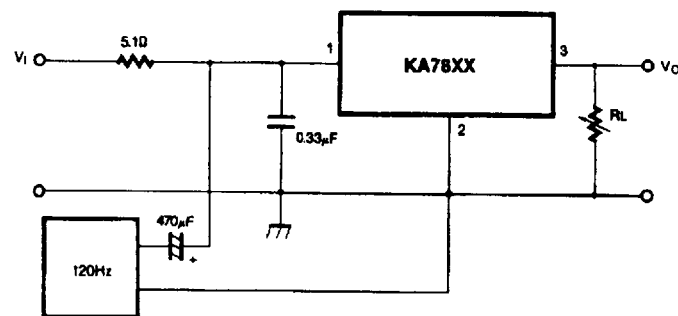 5.1Ω
VI
1
KA78XX
3
VO
2
RL
0.33µF
470µF
+
120Hz